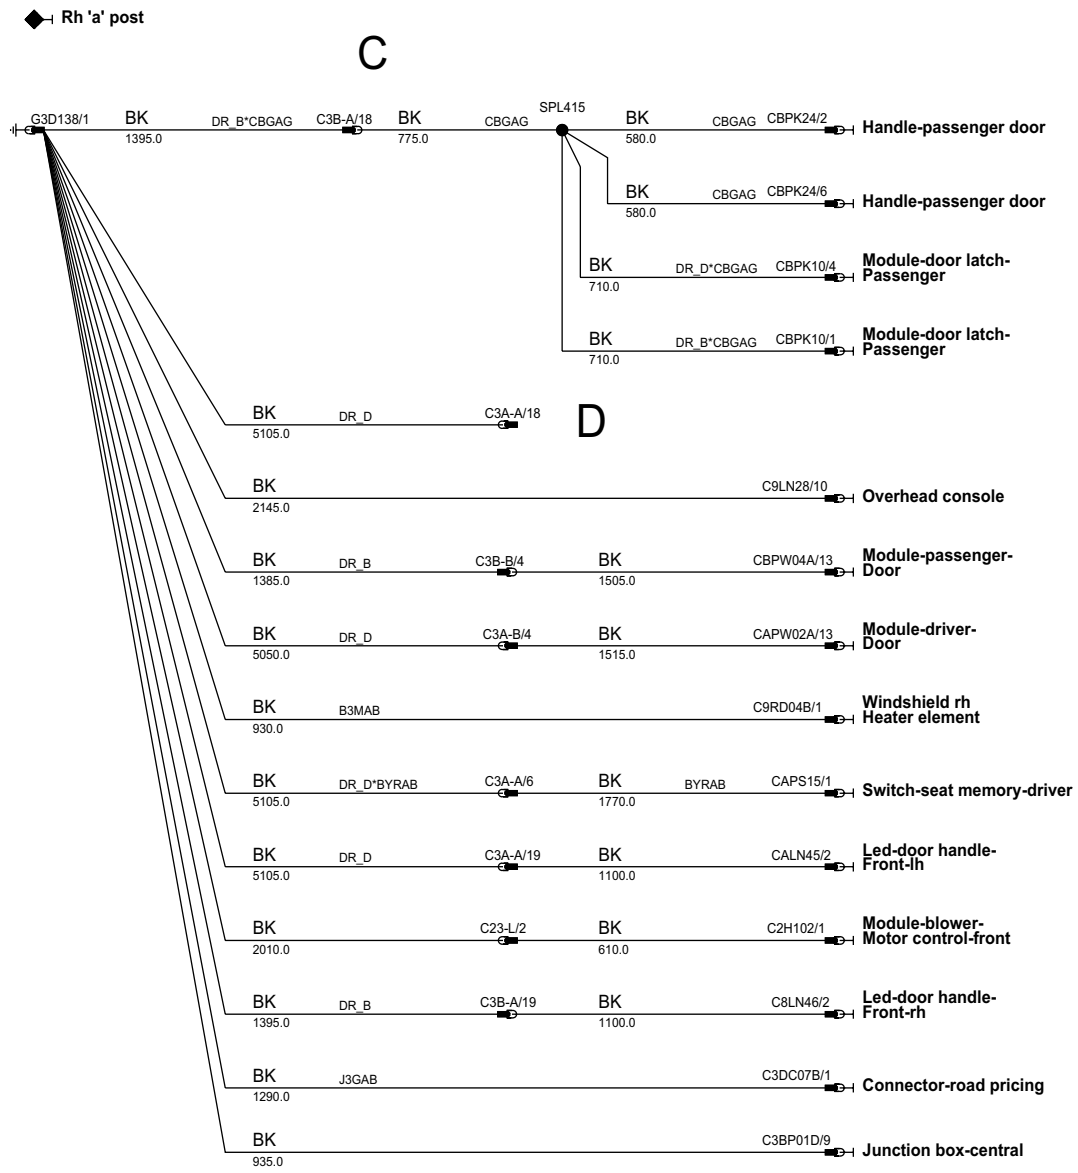 Rh 'a' post
C
G3D138/1 BK DR_B*CBGAG C3B-A/18 BK CBGAG SPL415 BK CBGAG CBPK24/2 Handle-passenger door
1395.0 775.0 580.0
BK CBGAG CBPK24/6 Handle-passenger door
580.0
BK DR_D*CBGAG CBPK10/4 Module-door latch-
Passenger
710.0
BK DR_B*CBGAG CBPK10/1 Module-door latch-
Passenger
710.0
BK DR_D C3A-A/18 D
5105.0
BK C9LN28/10 Overhead console
2145.0
BK DR_B C3B-B/4 BK CBPW04A/13 Module-passenger-
Door
1385.0 1505.0
BK DR_D C3A-B/4 BK CAPW02A/13 Module-driver-
Door
5050.0 1515.0
BK B3MAB C9RD04B/1 Windshield rh
Heater element
930.0
BK DR_D*BYRAB C3A-A/6 BK BYRAB CAPS15/1 Switch-seat memory-driver
5105.0 1770.0
BK DR_D C3A-A/19 BK CALN45/2 Led-door handle-
Front-lh
5105.0 1100.0
BK C23-L/2 BK C2H102/1 Module-blower-
Motor control-front
2010.0 610.0
BK DR_B C3B-A/19 BK C8LN46/2 Led-door handle-
Front-rh
1395.0 1100.0
BK J3GAB C3DC07B/1 Connector-road pricing
1290.0
BK C3BP01D/9 Junction box-central
935.0